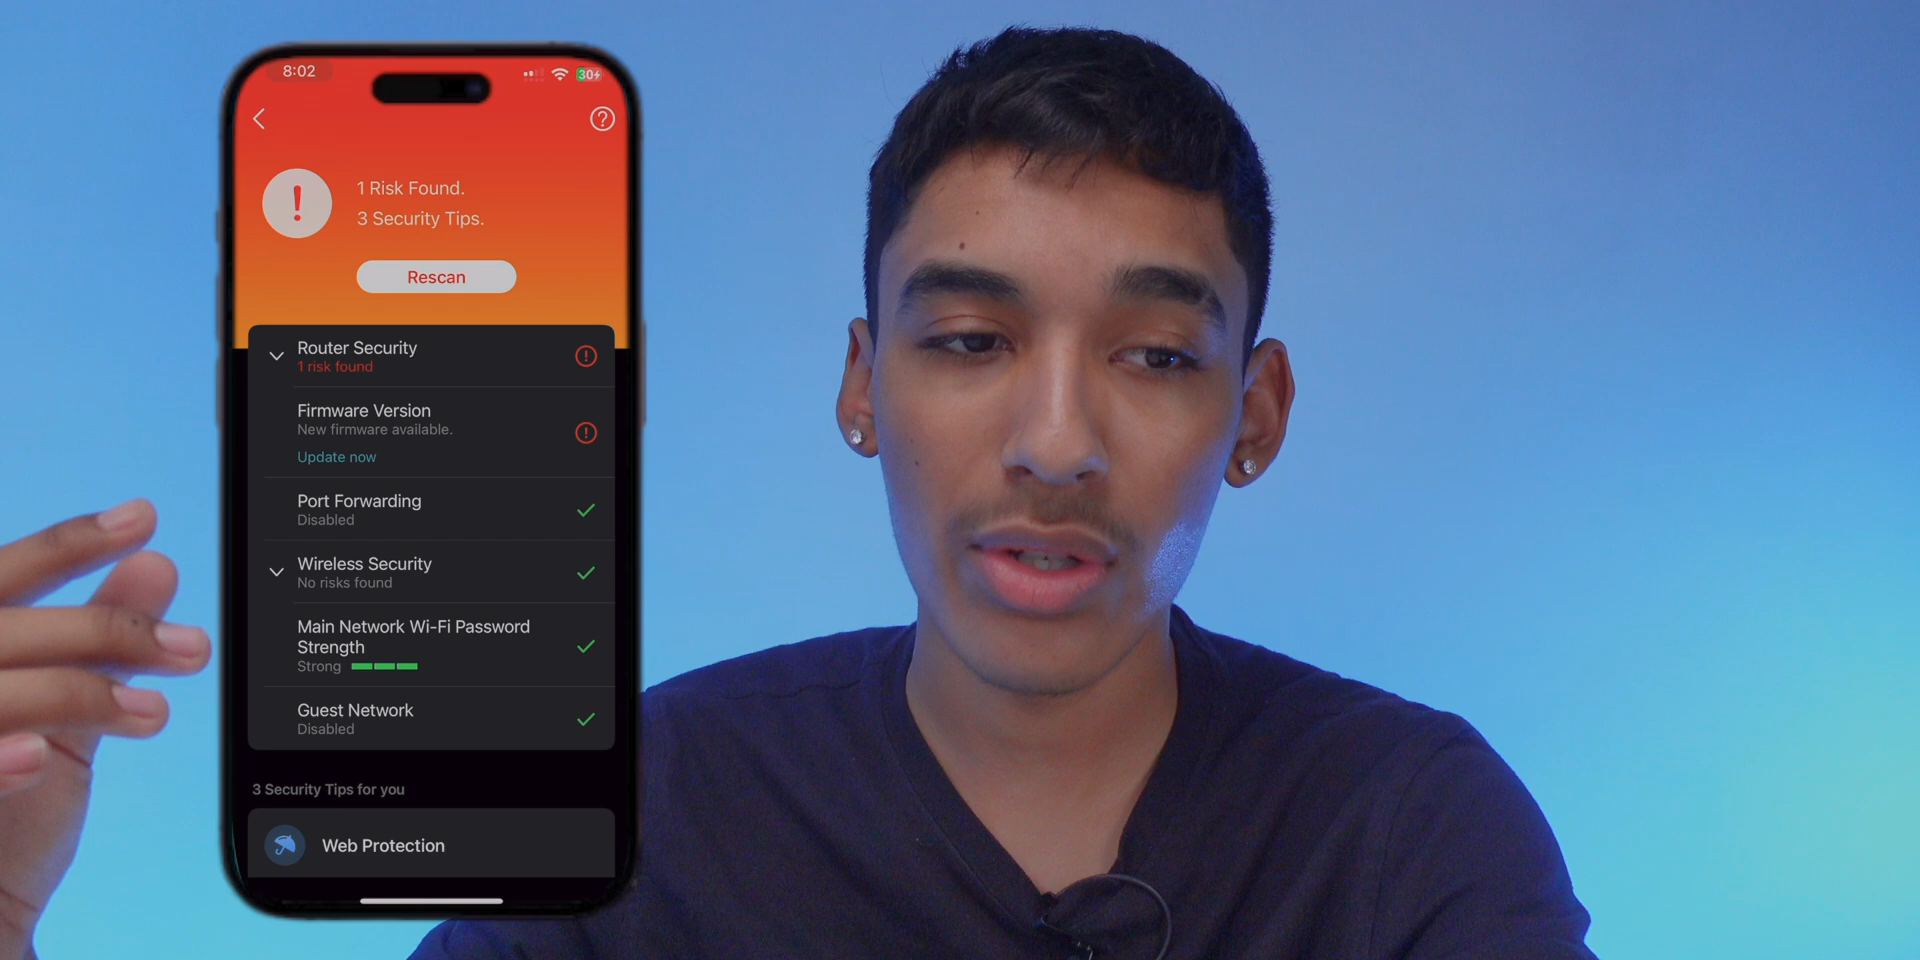 8:02
30
1 Risk Found.
3 Security Tips.
Rescan
Router Security
1 risk found
Firmware Version
New firmware available.
Update now
Port Forwarding
Disabled
Wireless Security
No risks found
Main Network Wi-Fi Password
Strength
Strong
Guest Network
Disabled
3 Security Tips for you
Web Protection